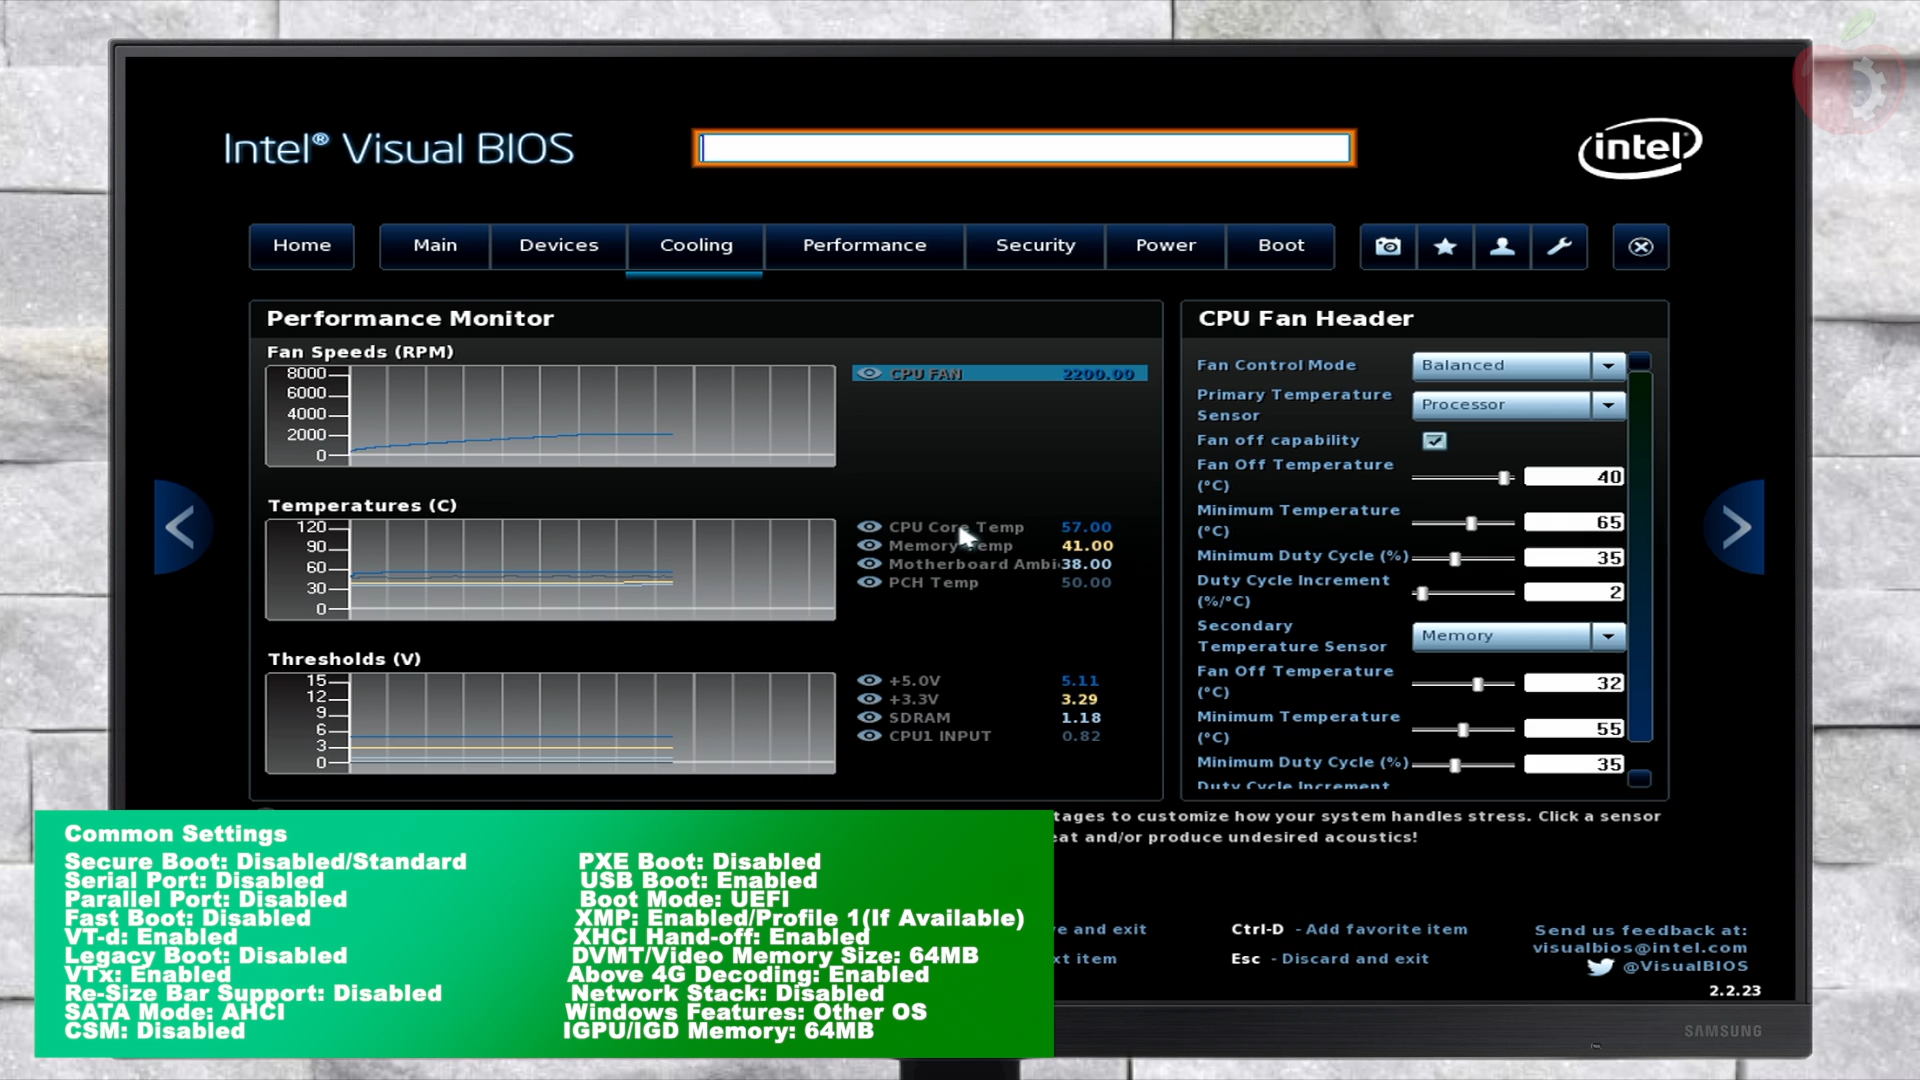 Intel® Visual BIOS
intel
Home
Main
Devices
Cooling
Performance
Security
Power
Boot
Performance Monitor
Fan Speeds (RPM)
8000
6000
4000
2000
0
CPU FAN 2200.00
Temperatures (C)
120
90
60
30
0
CPU Core Temp 57.00
Memory Temp 41.00
Motherboard Ambi 38.00
PCH Temp 50.00
Thresholds (V)
15
12
9
6
3
0
+5.0V 5.11
+3.3V 3.29
SDRAM 1.18
CPU1 INPUT 0.82
CPU Fan Header
Fan Control Mode Balanced
Primary Temperature
Sensor
Processor
Fan off capability
Fan Off Temperature
(°C)
40
Minimum Temperature
(°C)
65
Minimum Duty Cycle (%) 35
Duty Cycle Increment
(%/°C)
2
Secondary
Temperature Sensor
Memory
Fan Off Temperature
(°C)
32
Minimum Temperature
(°C)
55
Minimum Duty Cycle (%) 35
Duty Cycle Increment
tages to customize how your system handles stress. Click a sensor
eat and/or produce undesired acoustics!
ve and exit
xt item
Ctrl-D - Add favorite item
Esc - Discard and exit
Send us feedback at:
visualbios@intel.com
@VisualBIOS
2.2.23
SAMSUNG
Common Settings
Secure Boot: Disabled/Standard
Serial Port: Disabled
Parallel Port: Disabled
Fast Boot: Disabled
VT-d: Enabled
Legacy Boot: Disabled
VTx: Enabled
Re-Size Bar Support: Disabled
SATA Mode: AHCI
CSM: Disabled
PXE Boot: Disabled
USB Boot: Enabled
Boot Mode: UEFI
XMP: Enabled/Profile 1(If Available)
XHCI Hand-off: Enabled
DVMT/Video Memory Size: 64MB
Above 4G Decoding: Enabled
Network Stack: Disabled
Windows Features: Other OS
IGPU/IGD Memory: 64MB